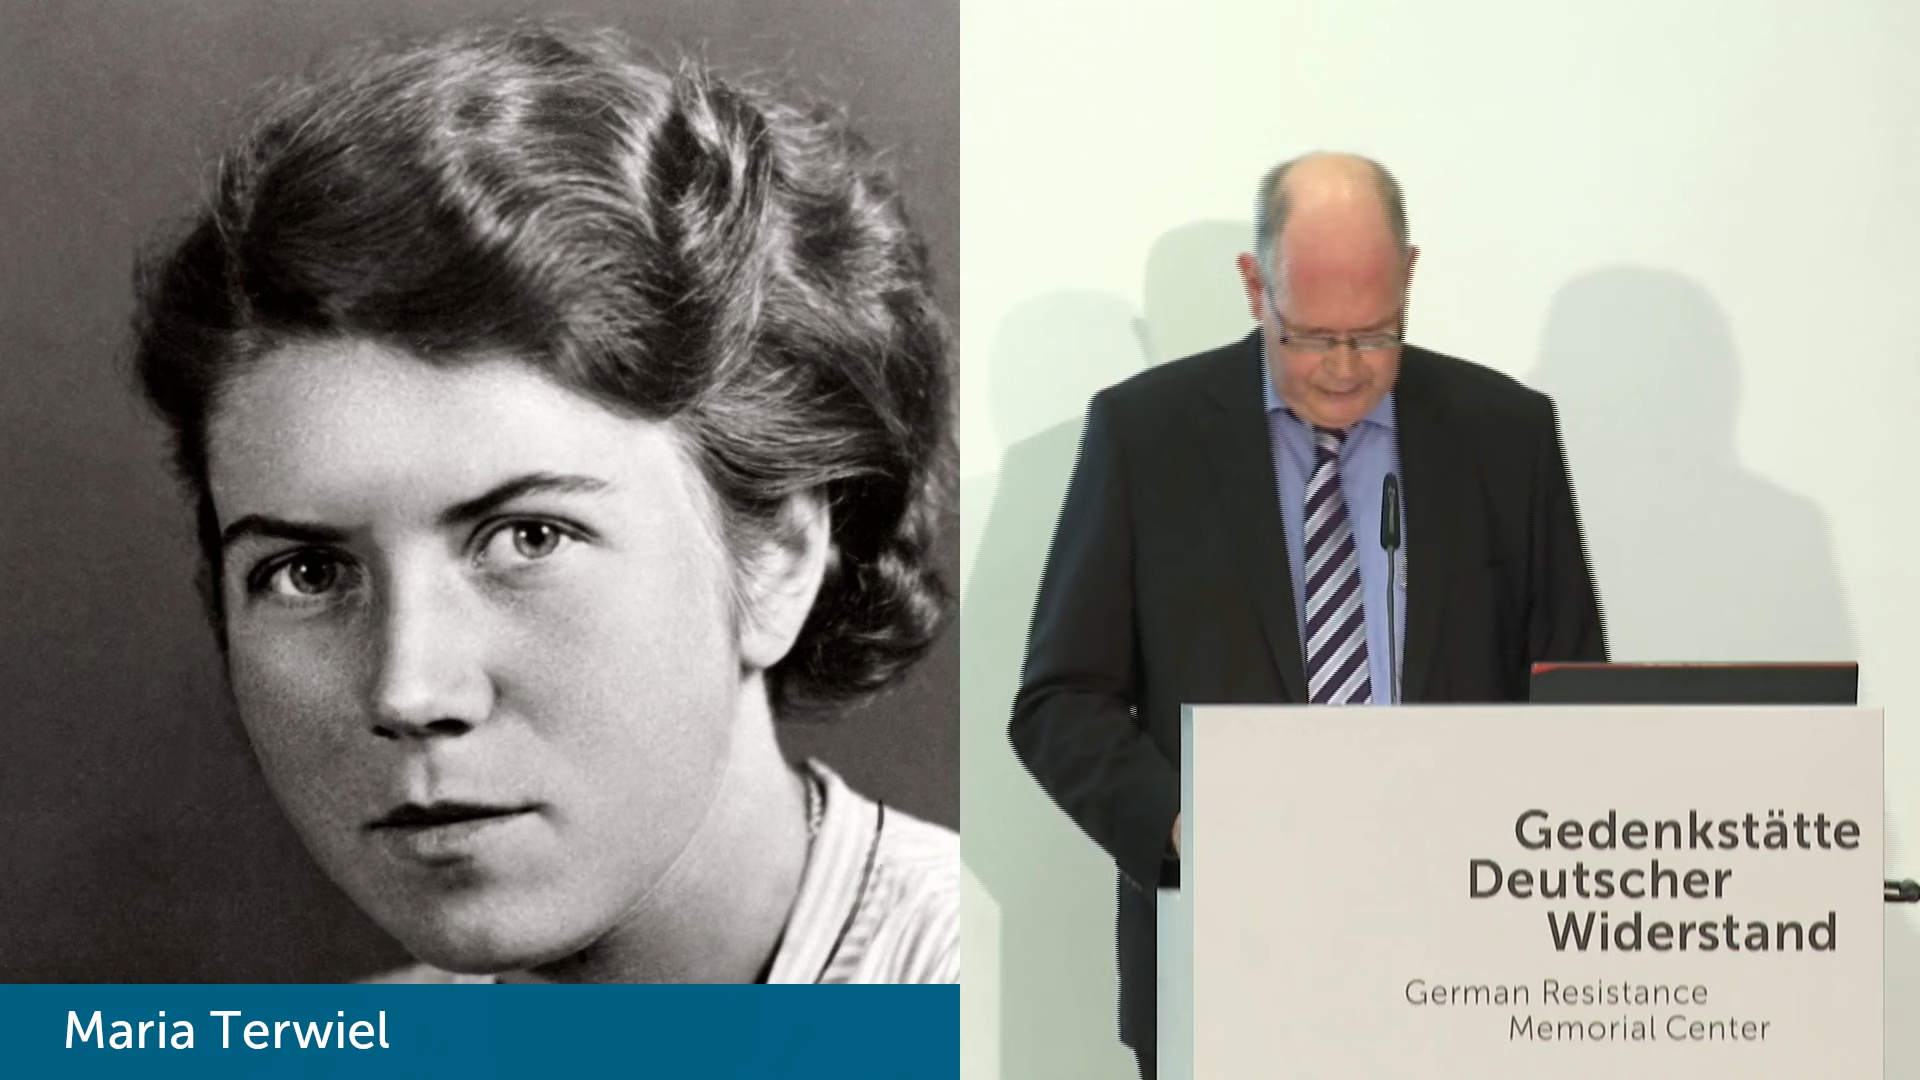 Maria Terwiel
Gedenkstätte
Deutscher
Widerstand
German Resistance
Memorial Center